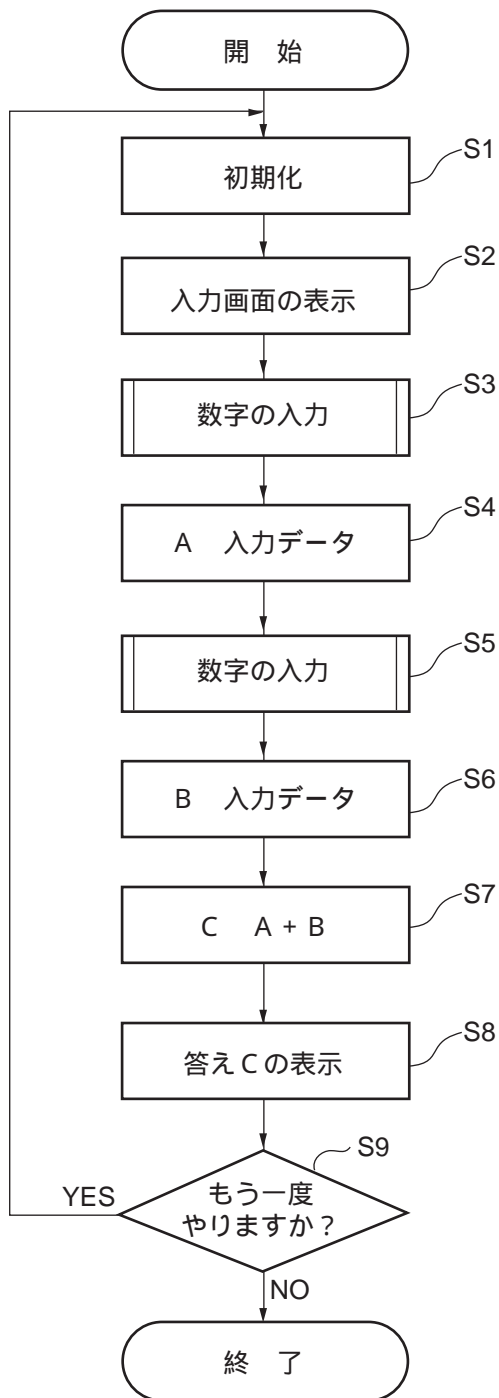 開　始
初期化
S1
入力画面の表示
S2
数字の入力
S3
A　入力データ
S4
数字の入力
S5
B　入力データ
S6
C　A + B
S7
答えCの表示
S8
S9
もう一度
やりますか？
YES
NO
終　了